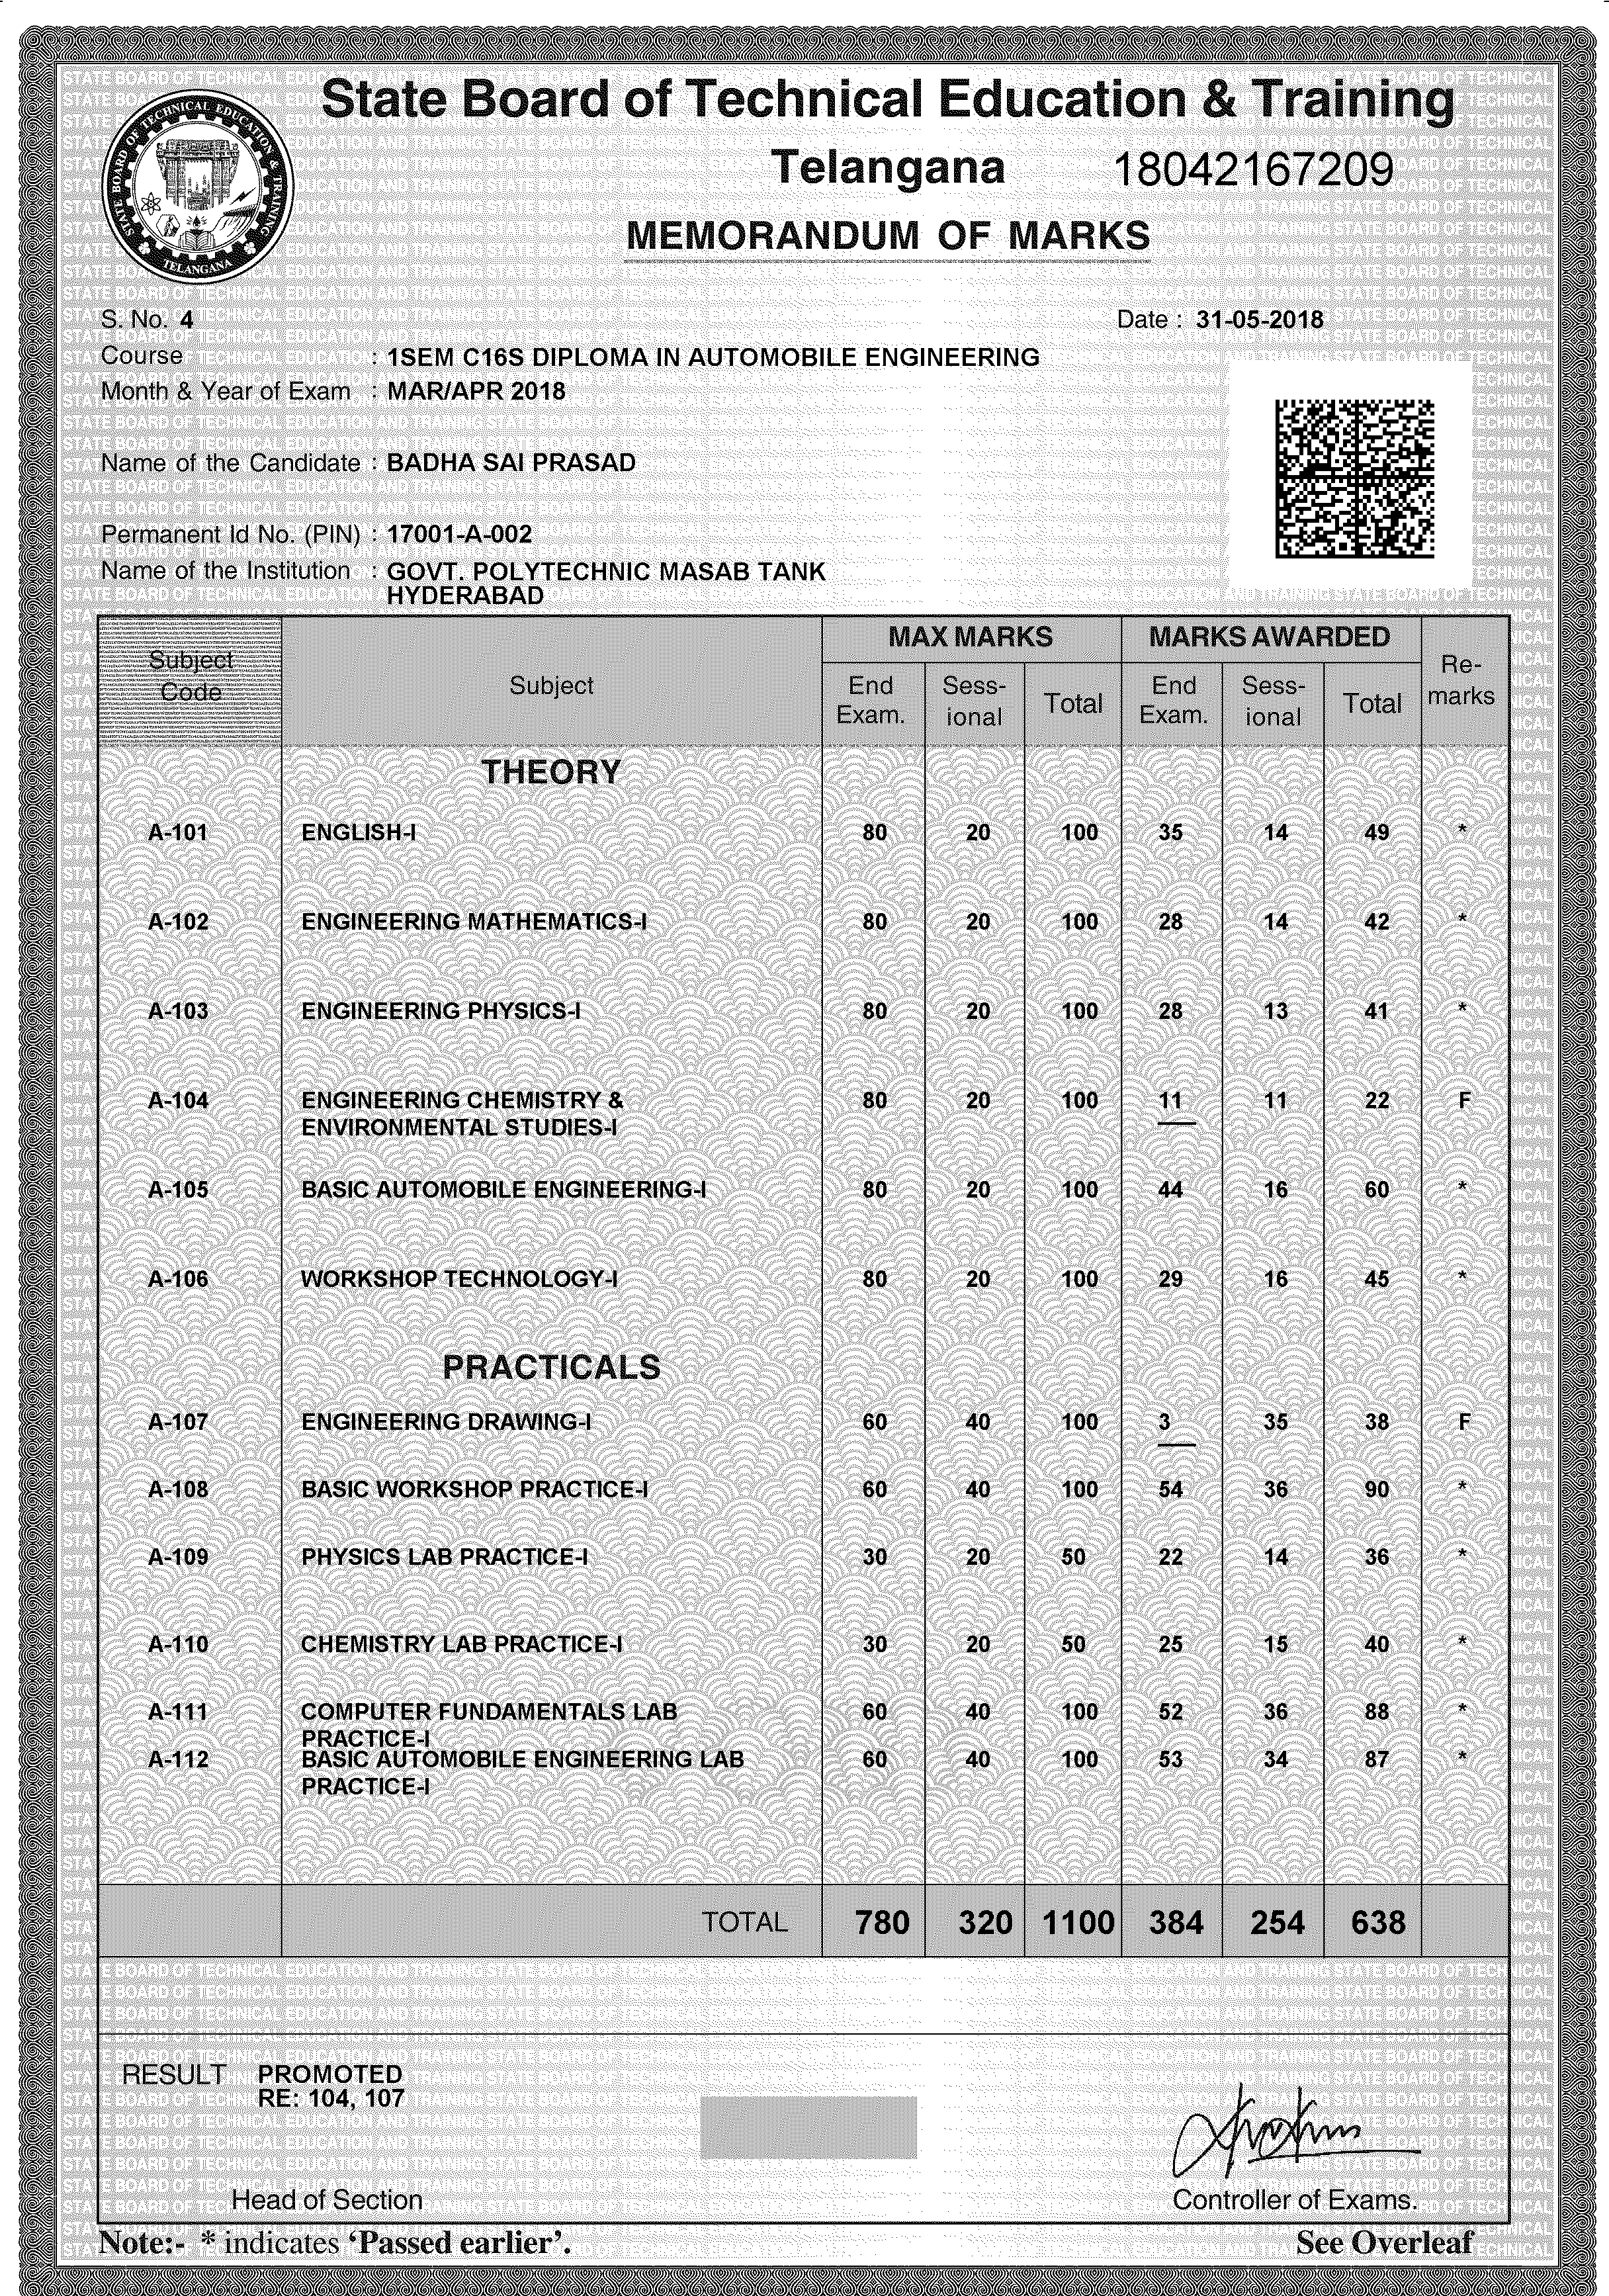 State Board of Technical Education & Training
STATE BOARD OF TECHNICAL EDUCATION & TRAINING
TELANGANA
Telangana 18042167209
MEMORANDUM OF MARKS
S. No. 4 Date : 31-05-2018
Course : 1SEM C16S DIPLOMA IN AUTOMOBILE ENGINEERING
Month & Year of Exam : MAR/APR 2018
Name of the Candidate : BADHA SAI PRASAD
Permanent Id No. (PIN) : 17001-A-002
Name of the Institution : GOVT. POLYTECHNIC MASAB TANK
HYDERABAD
Subject Code Subject MAX MARKS MARKS AWARDED Re-marks
End Exam. Sess-ional Total End Exam. Sess-ional Total
THEORY
A-101 ENGLISH-I 80 20 100 35 14 49 *
A-102 ENGINEERING MATHEMATICS-I 80 20 100 28 14 42 *
A-103 ENGINEERING PHYSICS-I 80 20 100 28 13 41 *
A-104 ENGINEERING CHEMISTRY & 80 20 100 11 11 22 F
ENVIRONMENTAL STUDIES-I
A-105 BASIC AUTOMOBILE ENGINEERING-I 80 20 100 44 16 60 *
A-106 WORKSHOP TECHNOLOGY-I 80 20 100 29 16 45 *
PRACTICALS
A-107 ENGINEERING DRAWING-I 60 40 100 3 35 38 F
A-108 BASIC WORKSHOP PRACTICE-I 60 40 100 54 36 90 *
A-109 PHYSICS LAB PRACTICE-I 30 20 50 22 14 36 *
A-110 CHEMISTRY LAB PRACTICE-I 30 20 50 25 15 40 *
A-111 COMPUTER FUNDAMENTALS LAB 60 40 100 52 36 88 *
PRACTICE-I
A-112 BASIC AUTOMOBILE ENGINEERING LAB 60 40 100 53 34 87 *
PRACTICE-I
TOTAL 780 320 1100 384 254 638
RESULT PROMOTED
RE: 104, 107
Head of Section Controller of Exams.
Note:- * indicates ‘Passed earlier’. See Overleaf